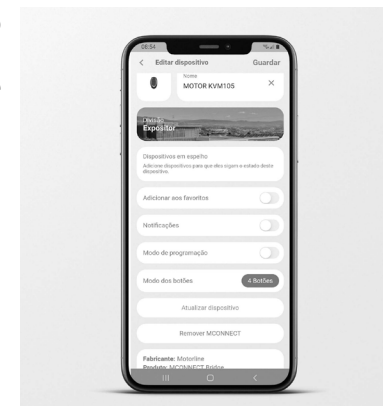 06:54
Editar dispositivo
Guardar
Nome
MOTOR KVM105
Divisão
Expositor
Dispositivos em espelho
Adicione dispositivos para que eles sigam o estado deste
dispositivo.
Adicionar aos favoritos
Notificações
Modo de programação
Modo dos botões
4 Botões
Atualizar dispositivo
Remover MCONNECT
Fabricante: Motorline
Produto: MCONNECT Bridge